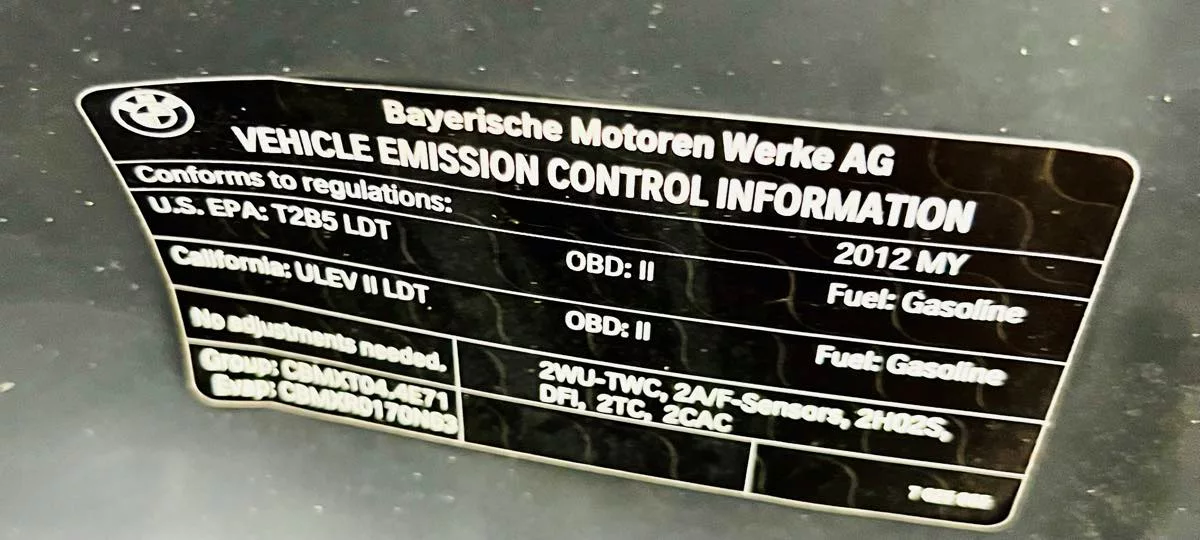 Bayerische Motoren Werke AG
VEHICLE EMISSION CONTROL INFORMATION
Conforms to regulations:
2012 MY
U.S. EPA: T2B5 LDT
OBD: II
Fuel: Gasoline
California: ULEV II LDT
OBD: II
Fuel: Gasoline
No adjustments needed.
2WU-TWC, 2A/F-Sensors, 2HO2S,
DFI, 2TC, 2CAC
Group: CBMXT04.4E71
Evap: CBMXR0170NB3